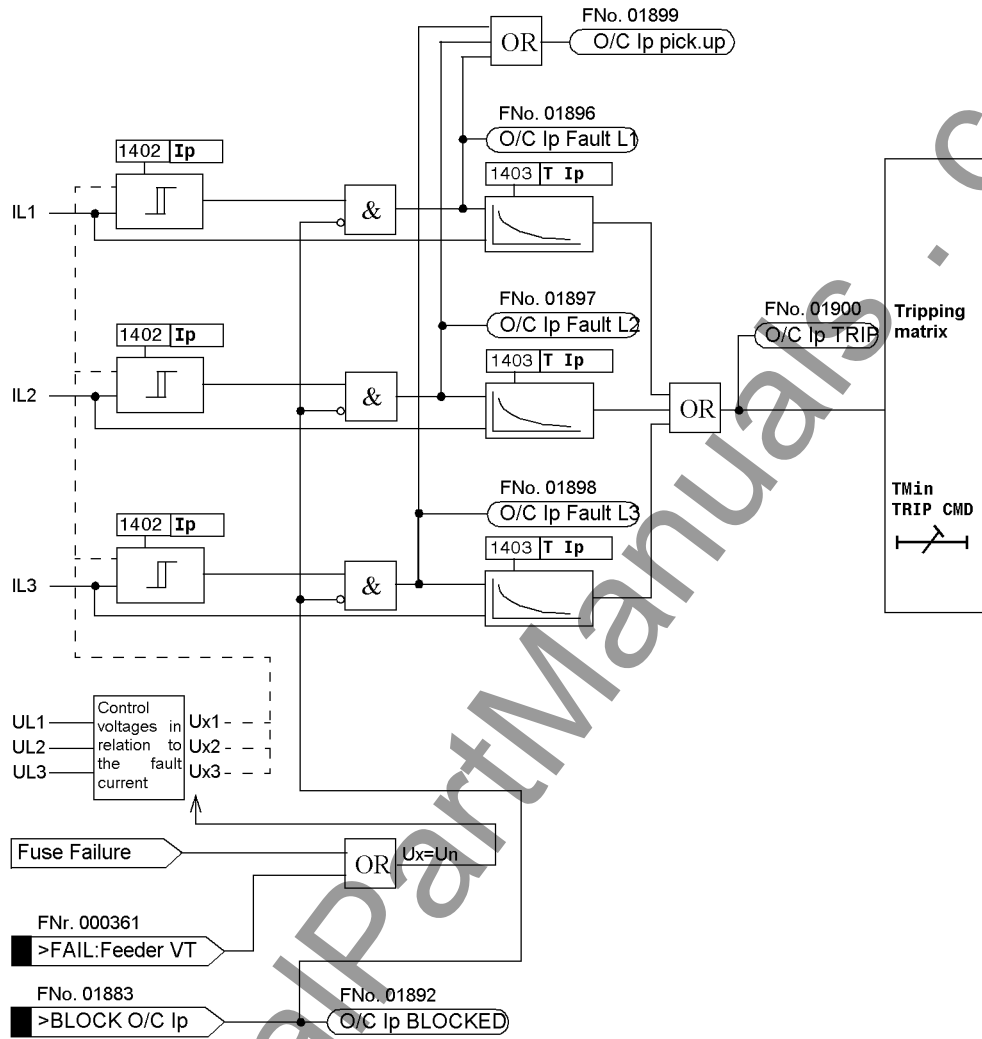 FNo. 01899
OR
O/C Ip pick.up
FNo. 01896
O/C Ip Fault L1
1402 Ip
1403 T Ip
IL1
&
FNo. 01897
O/C Ip Fault L2
1402 Ip
1403 T Ip
IL2
&
FNo. 01900
O/C Ip TRIP
Tripping
matrix
OR
FNo. 01898
O/C Ip Fault L3
TMin
TRIP CMD
1402 Ip
1403 T Ip
IL3
&
Control
voltages in
relation to
the fault
current
UL1
UL2
UL3
Ux1
Ux2
Ux3
Fuse Failure
OR
Ux=Un
FNr. 000361
>FAIL:Feeder VT
FNo. 01883
>BLOCK O/C Ip
FNo. 01892
O/C Ip BLOCKED
alPartManuals . c